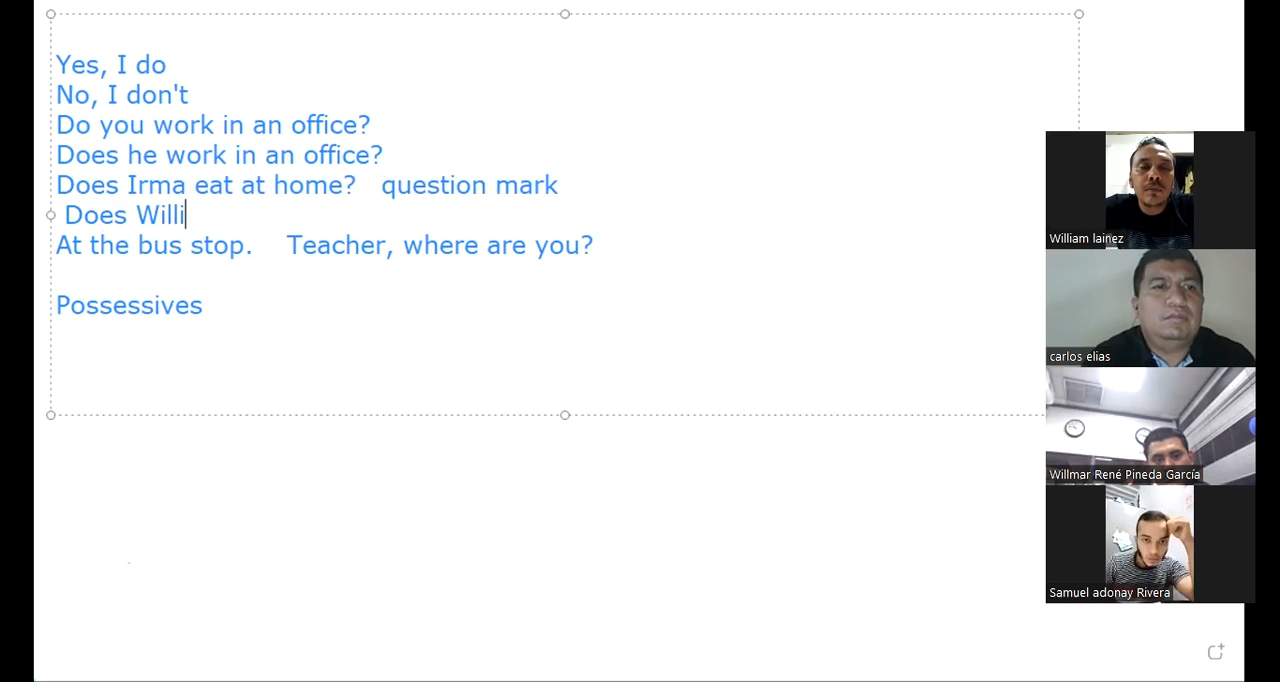 Yes, I do
No, I don't
Do you work in an office?
Does he work in an office?
Does Irma eat at home?   question mark
Does Willi
At the bus stop.    Teacher, where are you?
Possessives
William lainez
carlos elias
Willmar René Pineda García
Samuel adonay Rivera